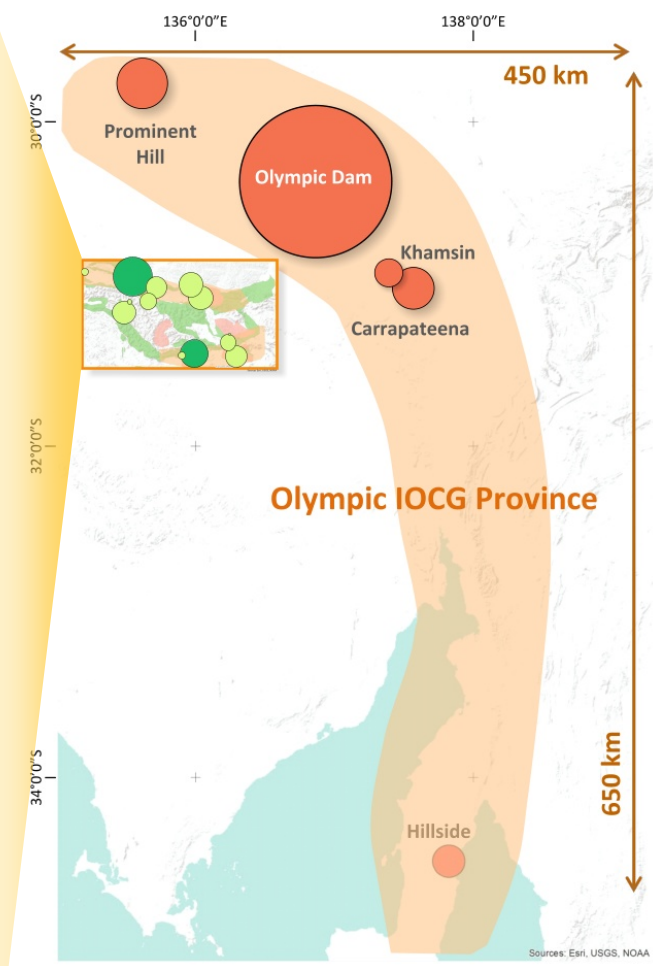 136°0'0"E
138°0'0"E
450 km
30°0'0"S
Prominent
Hill
Olympic Dam
Khamsin
Carrapateena
32°0'0"S
Olympic IOCG Province
650 km
34°0'0"S
Hillside
Sources: Esri, USGS, NOAA